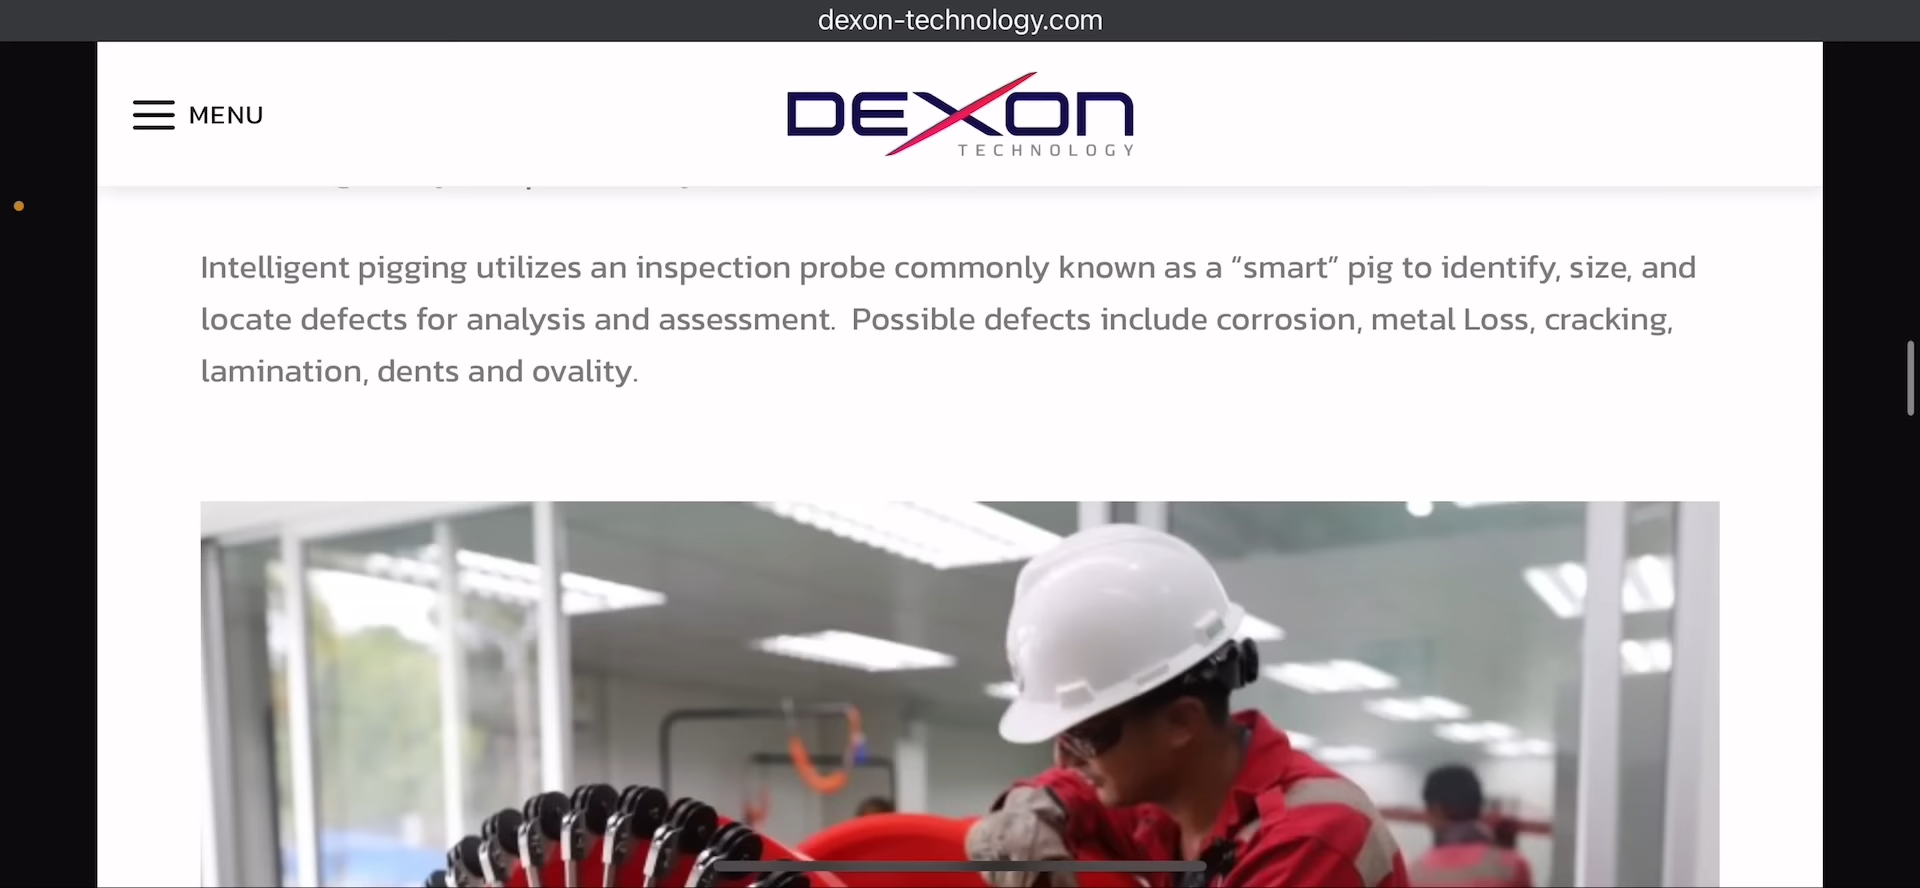 dexon-technology.com
MENU
DEXON
TECHNOLOGY
Intelligent pigging utilizes an inspection probe commonly known as a “smart” pig to identify, size, and
locate defects for analysis and assessment.  Possible defects include corrosion, metal Loss, cracking,
lamination, dents and ovality.